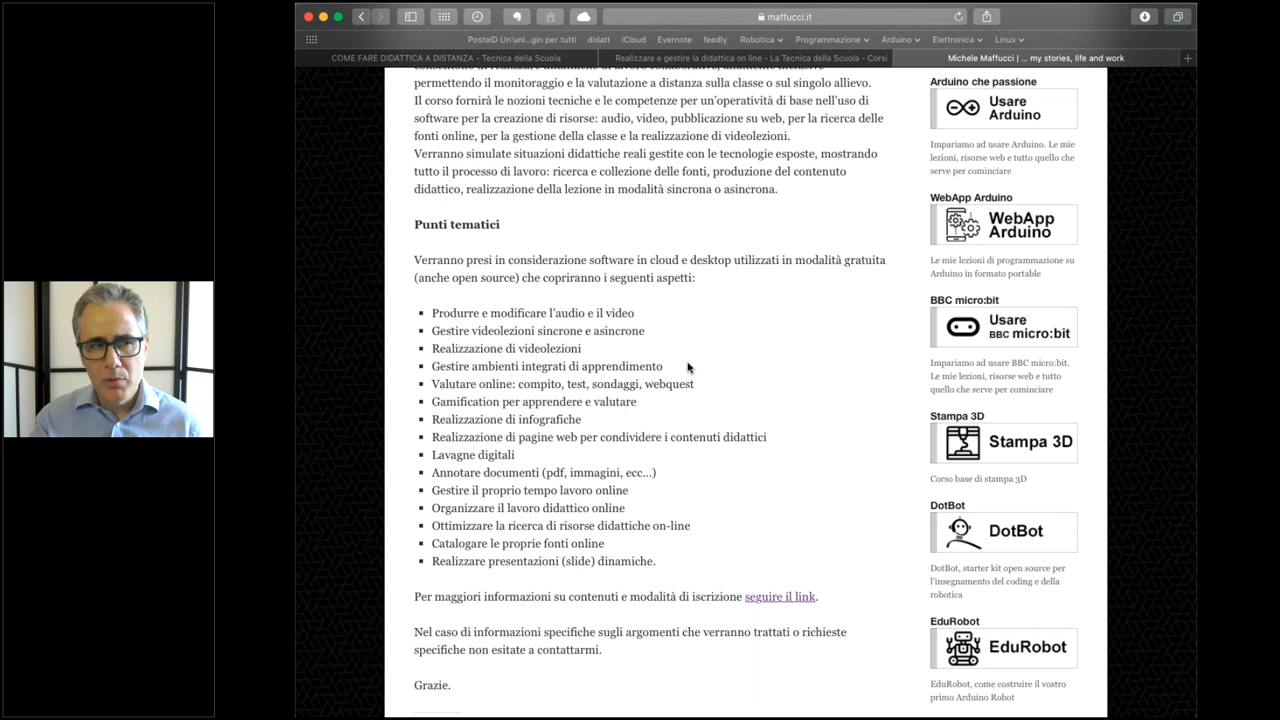 maffucci.it
PosteID Un'uni...gin per tutti
didatt
iCloud
Evernote
feedly
Robotica
Programmazione
Arduino
Elettronica
Linux
COME FARE DIDATTICA A DISTANZA - Tecnica della Scuola
Realizzare e gestire la didattica on line - La Tecnica della Scuola - Corsi
Michele Maffucci | ... my stories, life and work
permettendo il monitoraggio e la valutazione a distanza sulla classe o sul singolo allievo.
Il corso fornirà le nozioni tecniche e le competenze per un'operatività di base nell'uso di
software per la creazione di risorse: audio, video, pubblicazione su web, per la ricerca delle
fonti online, per la gestione della classe e la realizzazione di videolezioni.
Verranno simulate situazioni didattiche reali gestite con le tecnologie esposte, mostrando
tutto il processo di lavoro: ricerca e collezione delle fonti, produzione del contenuto
didattico, realizzazione della lezione in modalità sincrona o asincrona.
Punti tematici
Verranno presi in considerazione software in cloud e desktop utilizzati in modalità gratuita
(anche open source) che copriranno i seguenti aspetti:
Produrre e modificare l'audio e il video
Gestire videolezioni sincrone e asincrone
Realizzazione di videolezioni
Gestire ambienti integrati di apprendimento
Valutare online: compito, test, sondaggi, webquest
Gamification per apprendere e valutare
Realizzazione di infografiche
Realizzazione di pagine web per condividere i contenuti didattici
Lavagne digitali
Annotare documenti (pdf, immagini, ecc...)
Gestire il proprio tempo lavoro online
Organizzare il lavoro didattico online
Ottimizzare la ricerca di risorse didattiche on-line
Catalogare le proprie fonti online
Realizzare presentazioni (slide) dinamiche.
Per maggiori informazioni su contenuti e modalità di iscrizione seguire il link.
Nel caso di informazioni specifiche sugli argomenti che verranno trattati o richieste
specifiche non esitate a contattarmi.
Grazie.
Arduino che passione
Usare
Arduino
Impariamo ad usare Arduino. Le mie
lezioni, risorse web e tutto quello che
serve per cominciare
WebApp Arduino
WebApp
Arduino
Le mie lezioni di programmazione su
Arduino in formato portable
BBC micro:bit
Usare
BBC micro:bit
Impariamo ad usare BBC micro:bit.
Le mie lezioni, risorse web e tutto
quello che serve per cominciare
Stampa 3D
Stampa 3D
Corso base di stampa 3D
DotBot
DotBot
DotBot, starter kit open source per
l'insegnamento del coding e della
robotica
EduRobot
EduRobot
EduRobot, come costruire il vostro
primo Arduino Robot